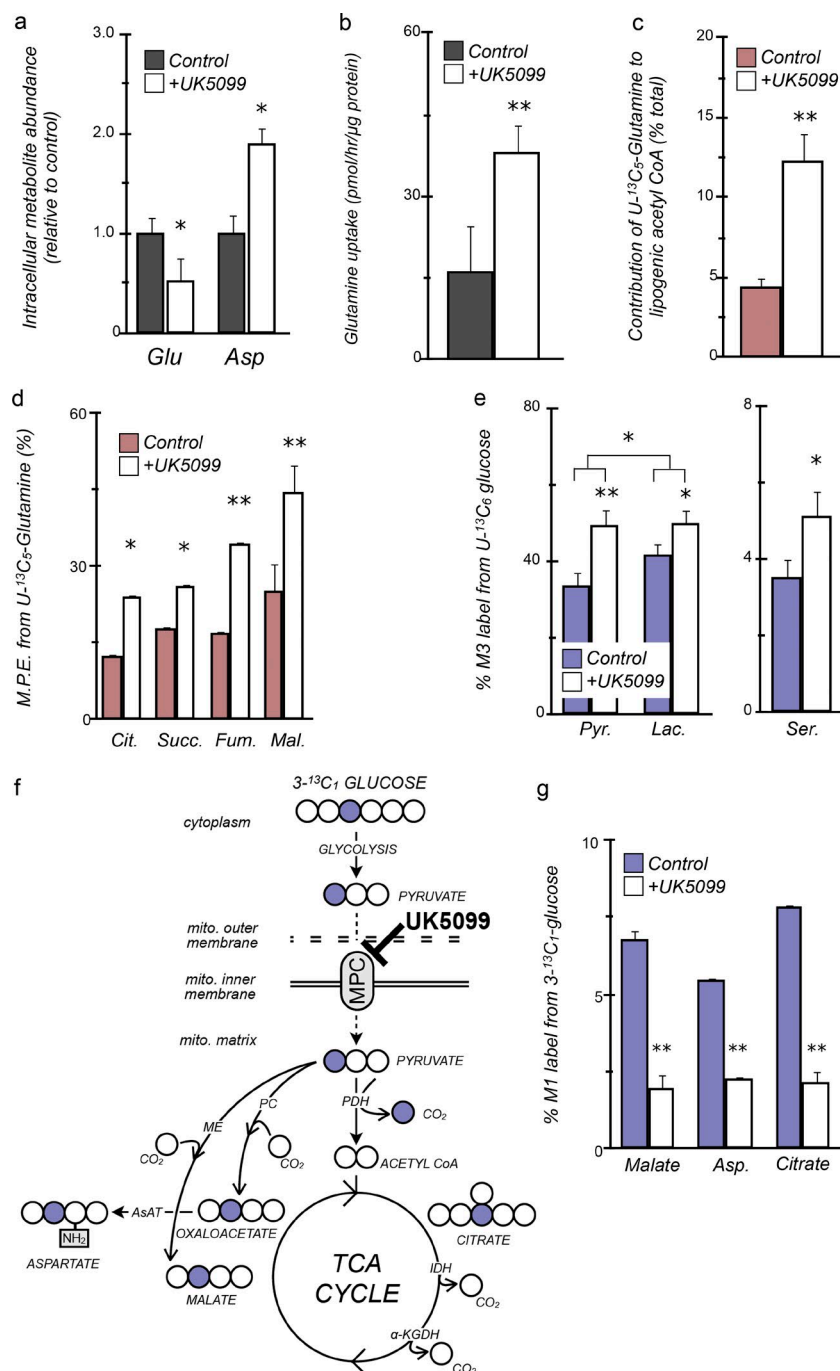 a
Intracellular metabolite abundance
(relative to control)
3.0
2.0
1.0
0
Control
+UK5099
*
*
Glu
Asp
b
Glutamine uptake (pmol/hr/µg protein)
60
30
0
Control
+UK5099
**
c
Contribution of U-¹³C₅-Glutamine to
lipogenic acetyl CoA (% total)
20
15
10
5
0
Control
+UK5099
**
d
M.P.E. from U-¹³C₅-Glutamine (%)
60
30
0
Control
+UK5099
*
*
**
**
Cit.
Succ.
Fum.
Mal.
e
% M3 label from U-¹³C₆ glucose
80
40
0
*
**
*
Control
+UK5099
Pyr.
Lac.
8
4
0
*
Ser.
f
3-¹³C₁ GLUCOSE
cytoplasm
GLYCOLYSIS
PYRUVATE
UK5099
mito. outer
membrane
MPC
mito. inner
membrane
mito. matrix
PYRUVATE
ME
PC
PDH
CO₂
CO₂
CO₂
ACETYL CoA
AsAT
NH₂
ASPARTATE
OXALOACETATE
MALATE
CITRATE
TCA
CYCLE
IDH
CO₂
α-KGDH
CO₂
g
% M1 label from 3-¹³C₁-glucose
10
5
0
Control
+UK5099
**
**
**
Malate
Asp.
Citrate